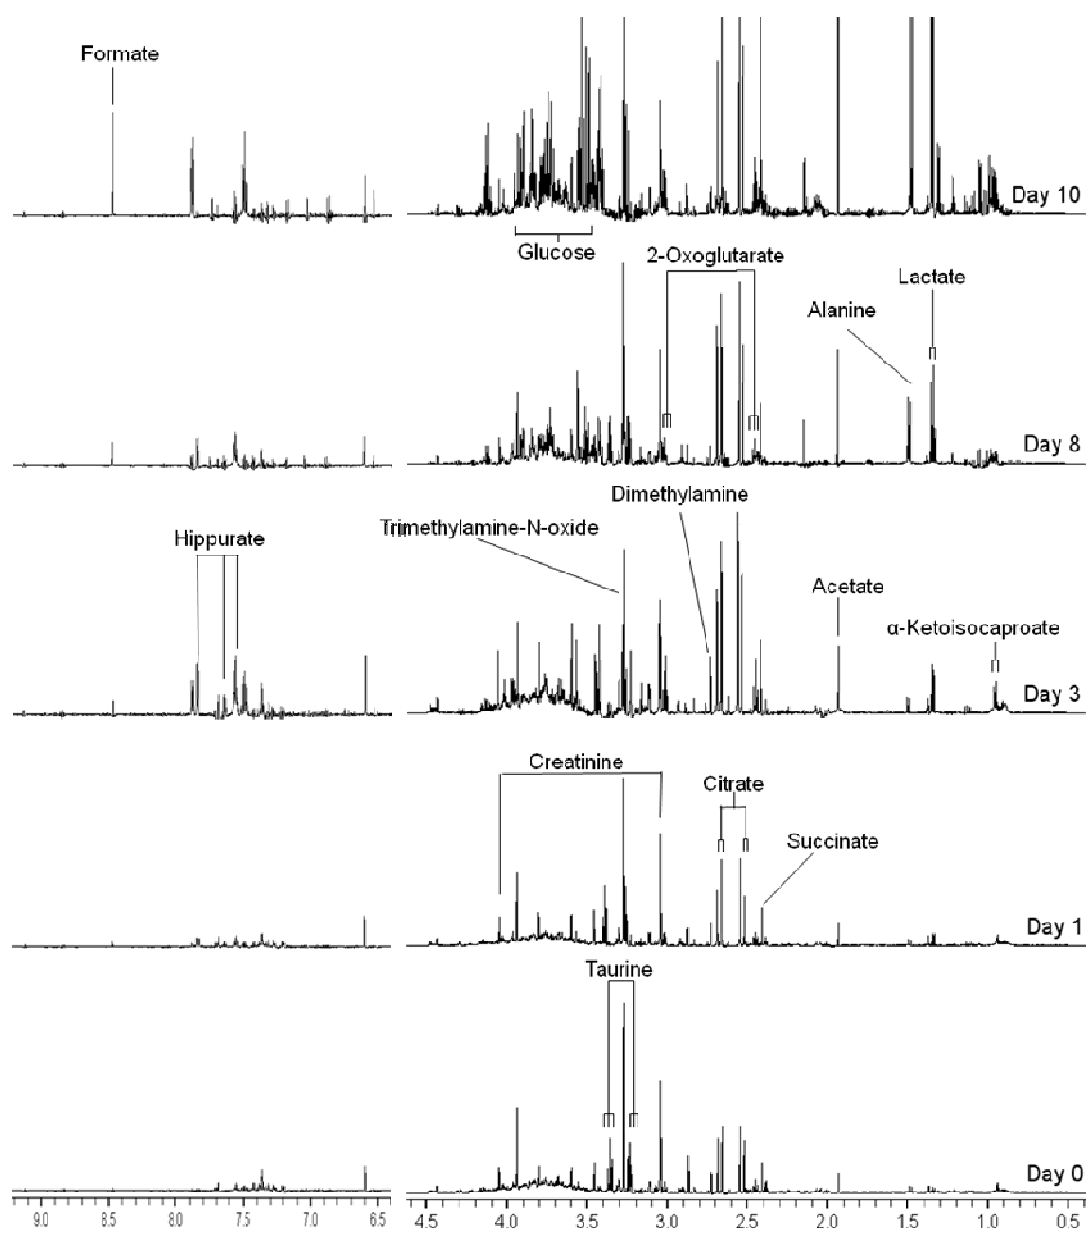 Formate
Day 10
Glucose
2-Oxoglutarate
Lactate
Alanine
Day 8
Dimethylamine
Trimethylamine-N-oxide
Hippurate
Acetate
α-Ketoisocaproate
Day 3
Creatinine
Citrate
Succinate
Day 1
Taurine
Day 0
9.0 8.5 8.0 7.5 7.0 6.5 4.5 4.0 3.5 3.0 2.5 2.0 1.5 1.0 0.5